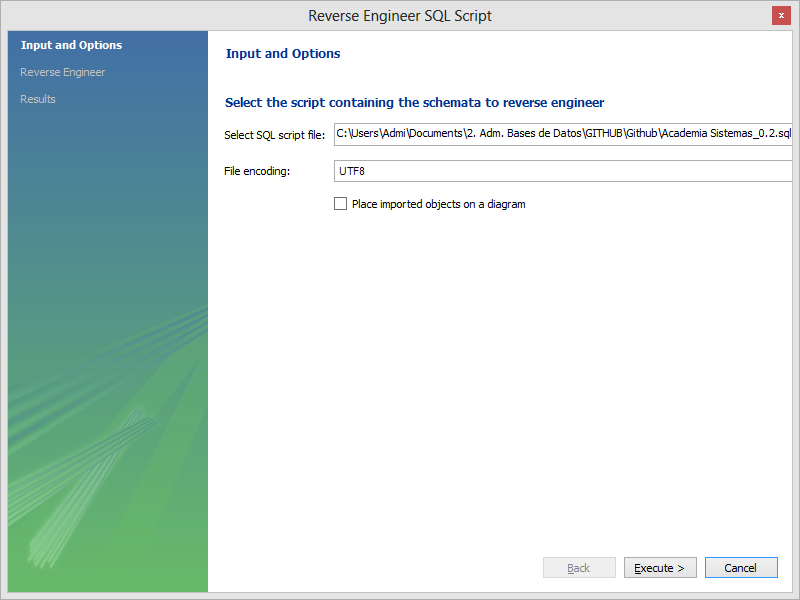 Reverse Engineer SQL Script
x
Input and Options
Reverse Engineer
Results
Input and Options
Select the script containing the schemata to reverse engineer
Select SQL script file: C:\Users\Admi\Documents\2. Adm. Bases de Datos\GITHUB\Github\Academia Sistemas_0.2.sql
File encoding: UTF8
Place imported objects on a diagram
Back Execute > Cancel